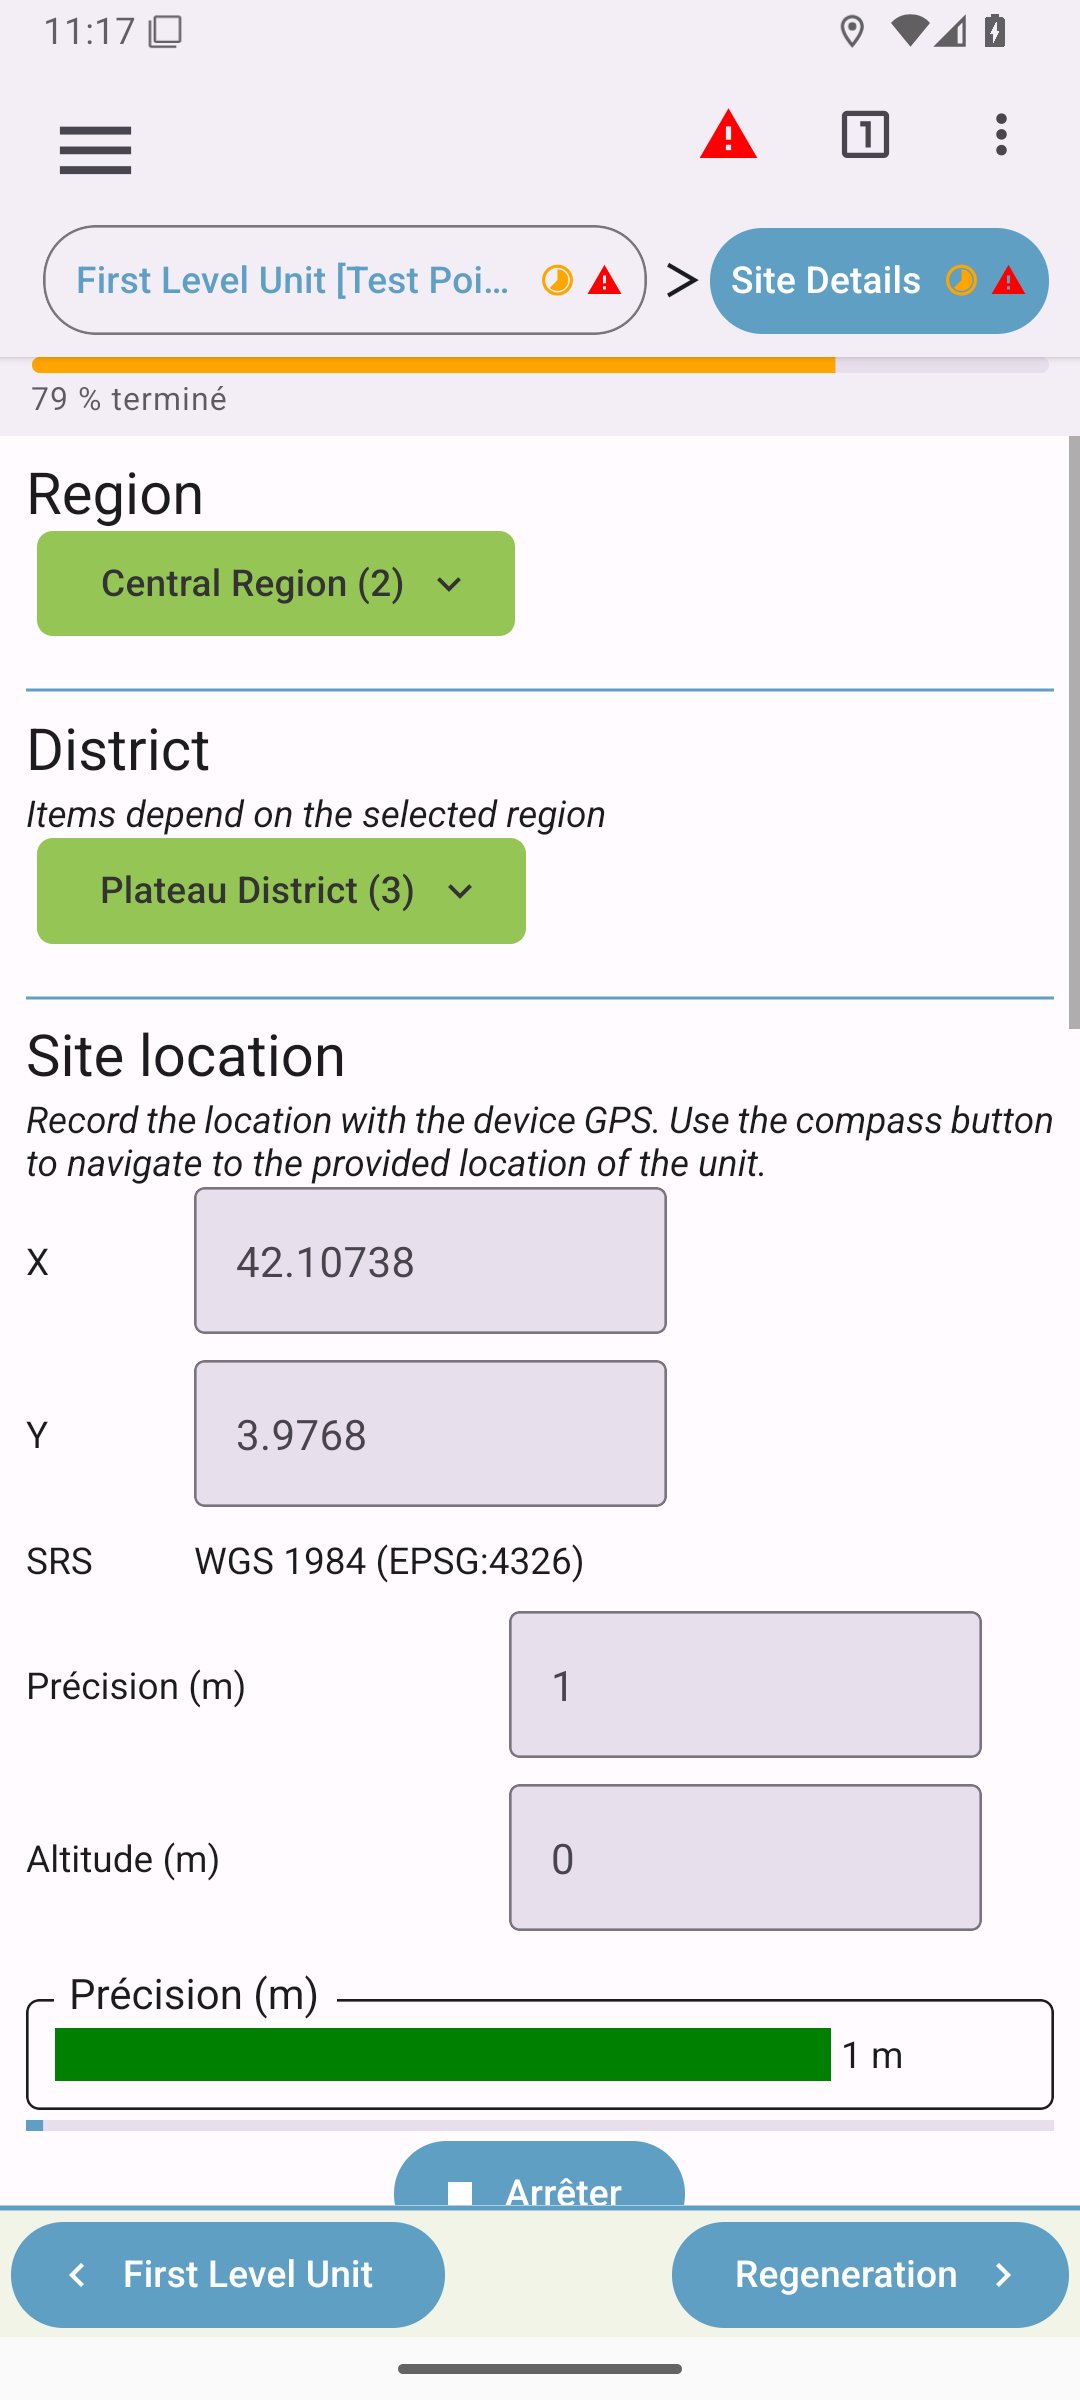 11:17
1
First Level Unit [Test Poi... > Site Details
79 % terminé
Region
Central Region (2)
District
Items depend on the selected region
Plateau District (3)
Site location
Record the location with the device GPS. Use the compass button
to navigate to the provided location of the unit.
X 42.10738
Y 3.9768
SRS WGS 1984 (EPSG:4326)
Précision (m) 1
Altitude (m) 0
Précision (m)
1 m
Arrêter
First Level Unit Regeneration